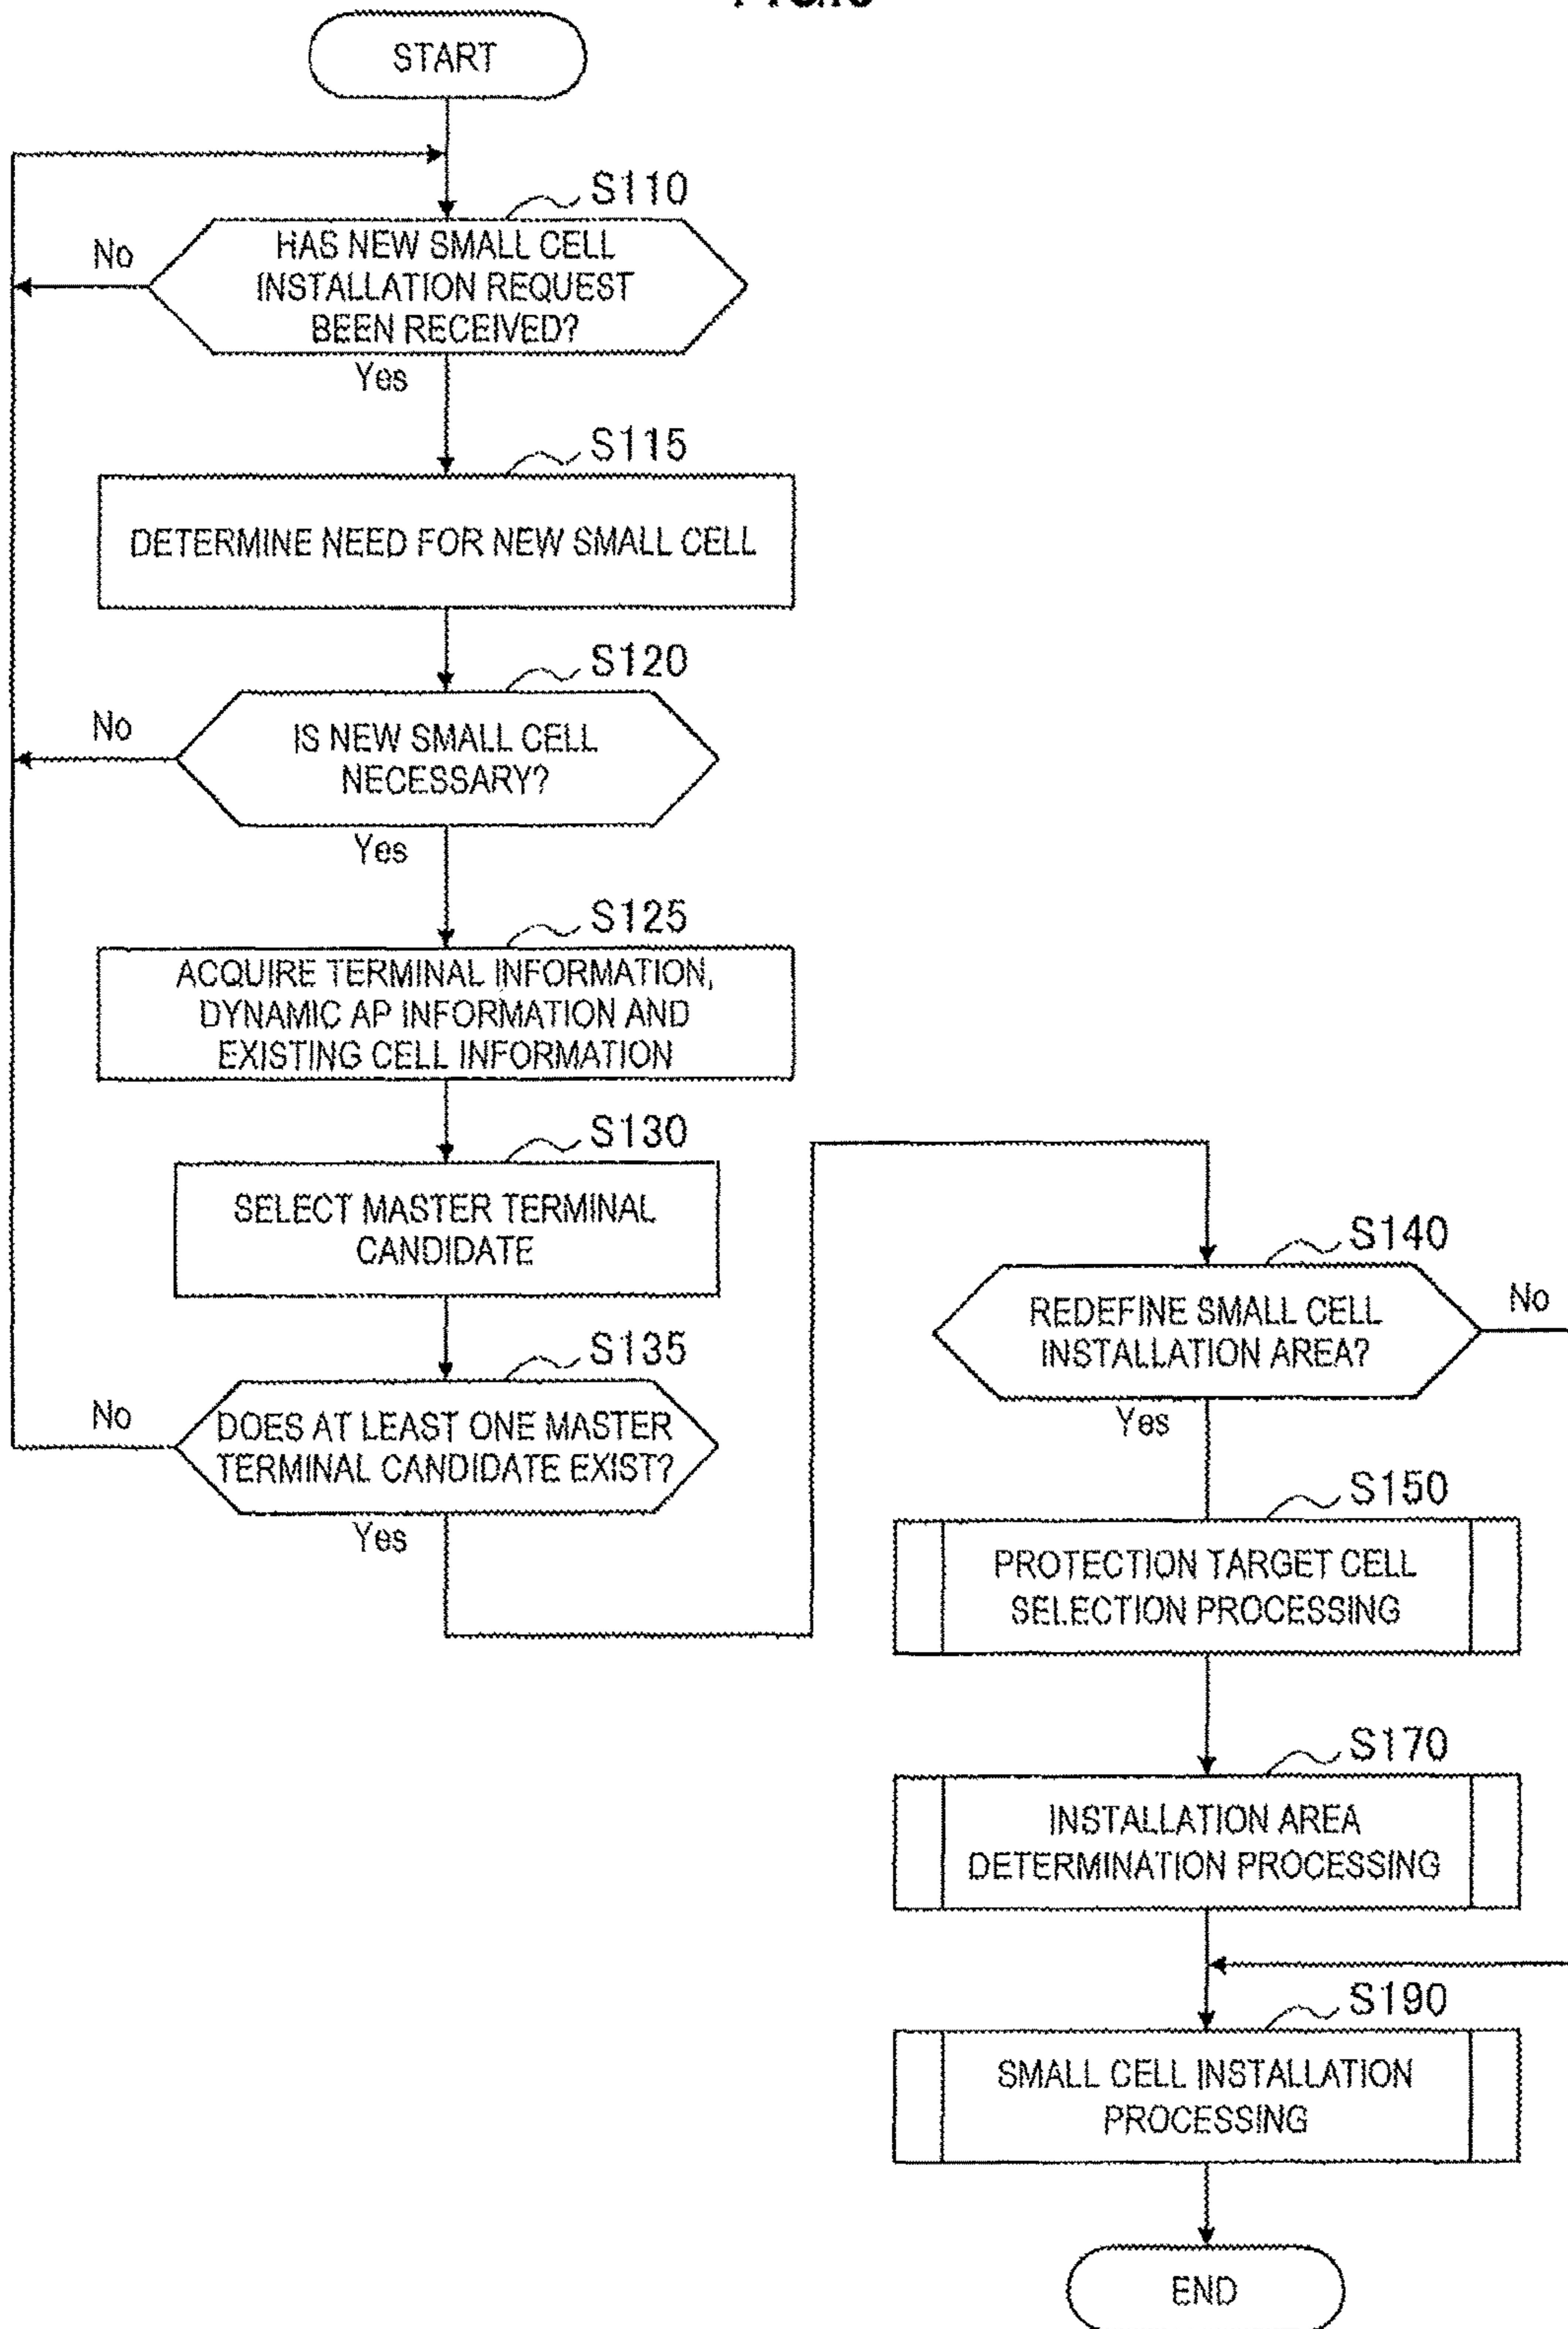 START
S110
HAS NEW SMALL CELL
INSTALLATION REQUEST
BEEN RECEIVED?
No
Yes
S115
DETERMINE NEED FOR NEW SMALL CELL
S120
IS NEW SMALL CELL
NECESSARY?
No
Yes
S125
ACQUIRE TERMINAL INFORMATION,
DYNAMIC AP INFORMATION AND
EXISTING CELL INFORMATION
S130
SELECT MASTER TERMINAL
CANDIDATE
S135
DOES AT LEAST ONE MASTER
TERMINAL CANDIDATE EXIST?
No
Yes
S140
REDEFINE SMALL CELL
INSTALLATION AREA?
No
Yes
S150
PROTECTION TARGET CELL
SELECTION PROCESSING
S170
INSTALLATION AREA
DETERMINATION PROCESSING
S190
SMALL CELL INSTALLATION
PROCESSING
END